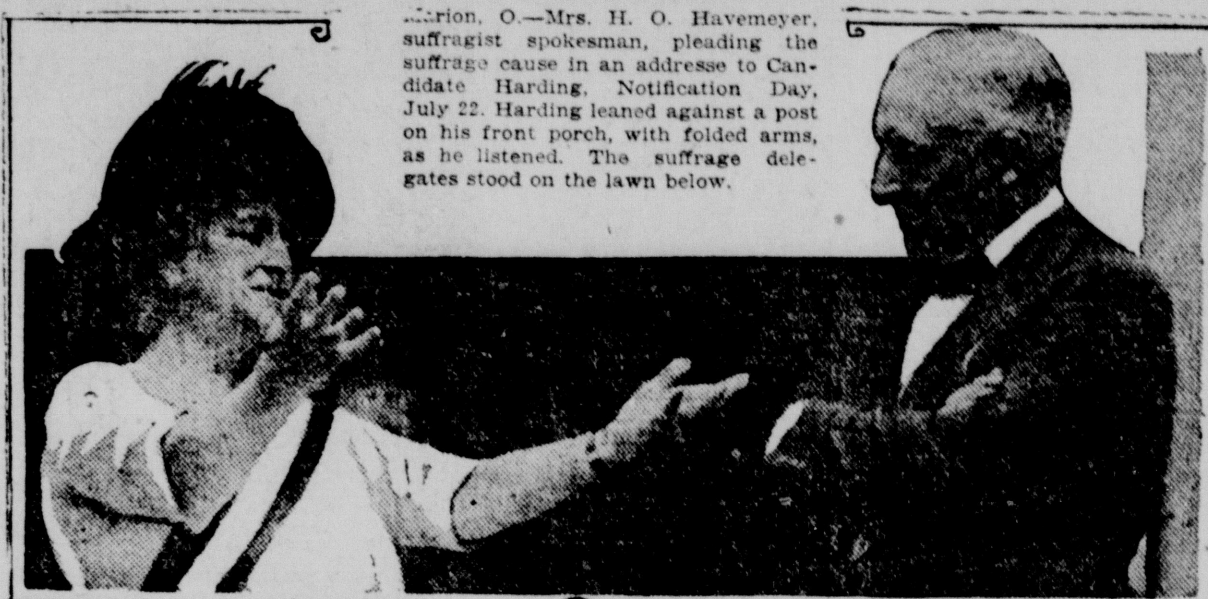 Marion, O.—Mrs. H. O. Havemeyer,
suffragist spokesman, pleading the
suffrage cause in an addresse to Can-
didate Harding, Notification Day,
July 22. Harding leaned against a post
on his front porch, with folded arms,
as he listened. The suffrage dele-
gates stood on the lawn below.